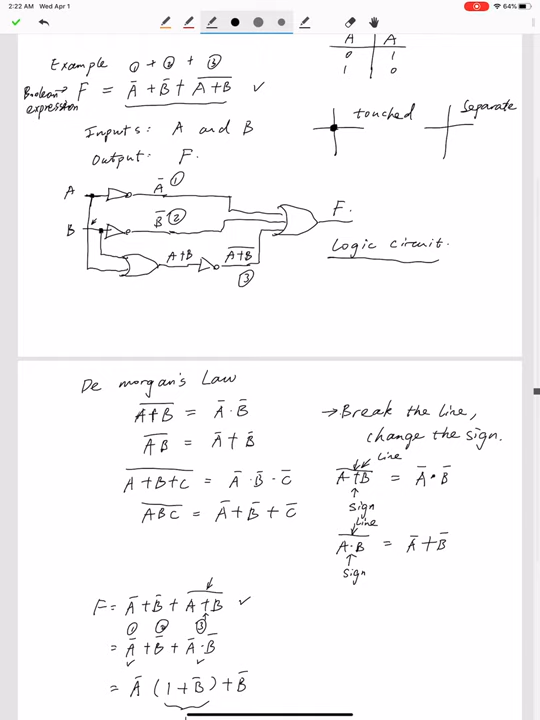 2:22 AM Wed Apr 1
64%
Example ① + ② + ③
Boolean → F = A̅ + B̅ + A̅+̅B̅ ✓
expression
Inputs: A and B
Output: F.
A A
0 1
1 0
touched
Separate
A A̅ ①
B B̅ ②
A+B A̅+̅B̅
③
F.
Logic circuit.
De morgan's Law
A̅+̅B̅ = A̅ · B̅
A̅B̅ = A̅ + B̅
A̅+̅B̅+̅C̅ = A̅ · B̅ · C̅
A̅B̅C̅ = A̅ + B̅ + C̅
→ Break the line,
change the sign.
Line
A̅+̅B̅ = A̅ · B̅
sign
Line
A̅·̅B̅ = A̅ + B̅
sign
F = A̅ + B̅ + A̅+̅B̅ ✓
① ② ③
= A̅ + B̅ + A̅ · B̅
= A̅ (1 + B̅) + B̅